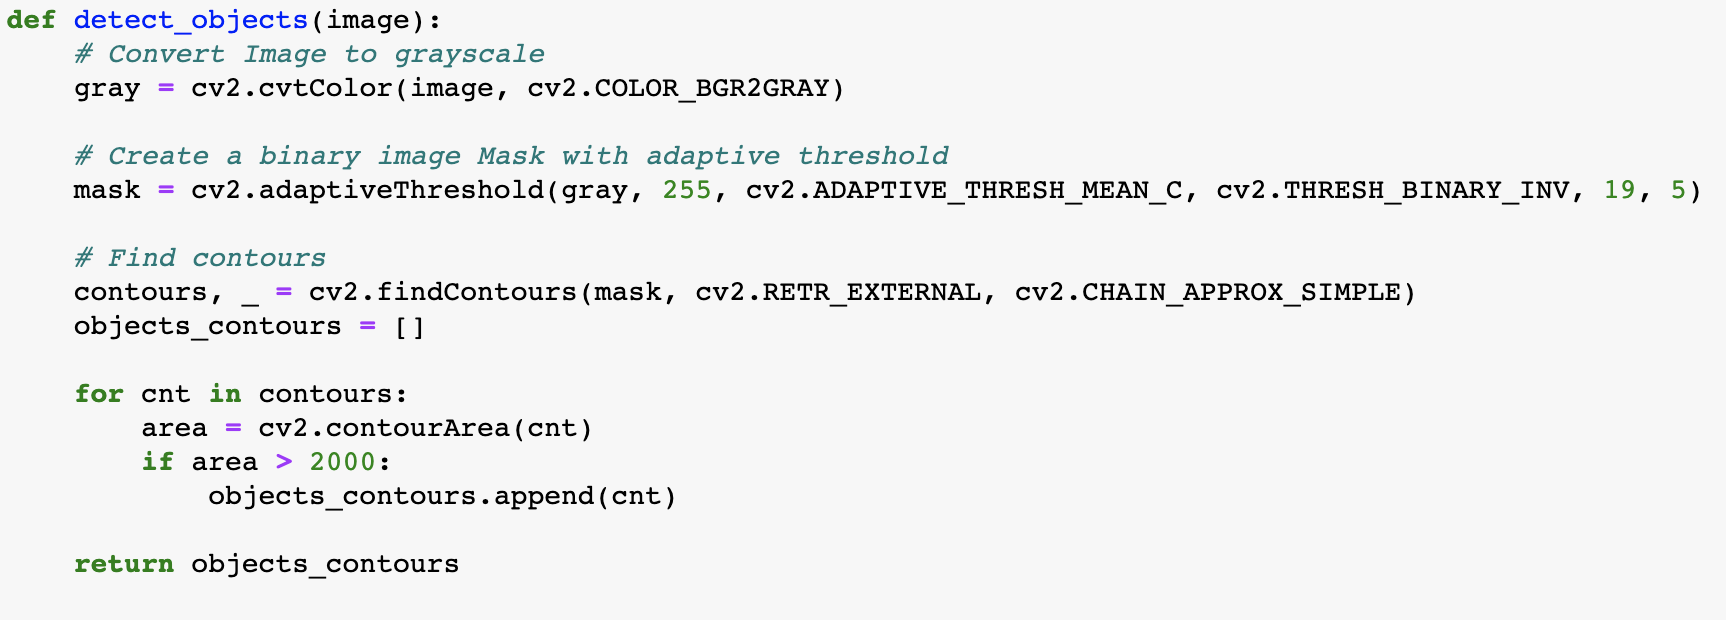 def detect_objects(image):
    # Convert Image to grayscale
    gray = cv2.cvtColor(image, cv2.COLOR_BGR2GRAY)

    # Create a binary image Mask with adaptive threshold
    mask = cv2.adaptiveThreshold(gray, 255, cv2.ADAPTIVE_THRESH_MEAN_C, cv2.THRESH_BINARY_INV, 19, 5)

    # Find contours
    contours, _ = cv2.findContours(mask, cv2.RETR_EXTERNAL, cv2.CHAIN_APPROX_SIMPLE)
    objects_contours = []

    for cnt in contours:
        area = cv2.contourArea(cnt)
        if area > 2000:
            objects_contours.append(cnt)

    return objects_contours